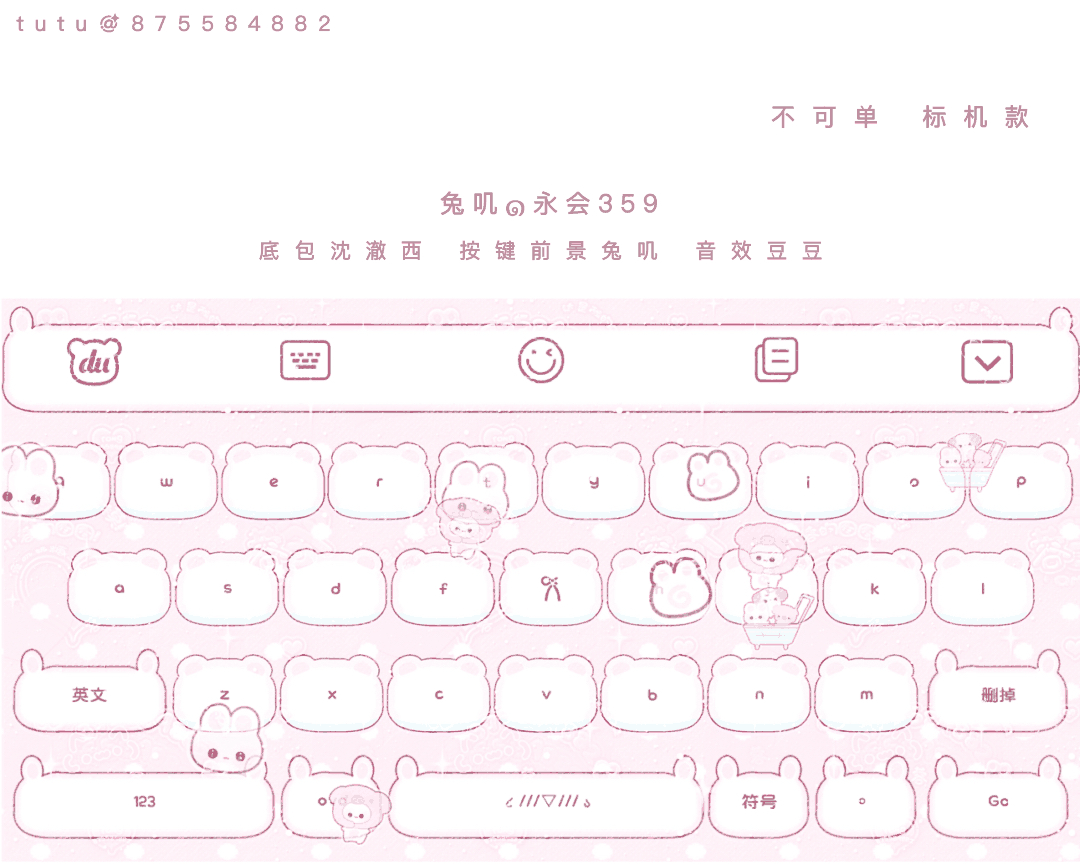 tutu@875584882
不可单 标机款
兔叽൭永会359
底包沈澈西 按键前景兔叽 音效豆豆
du
w e r t y u i o p
a s d f h k l
英文 z x c v b n m 删掉
123 ///▽/// 符号 Go